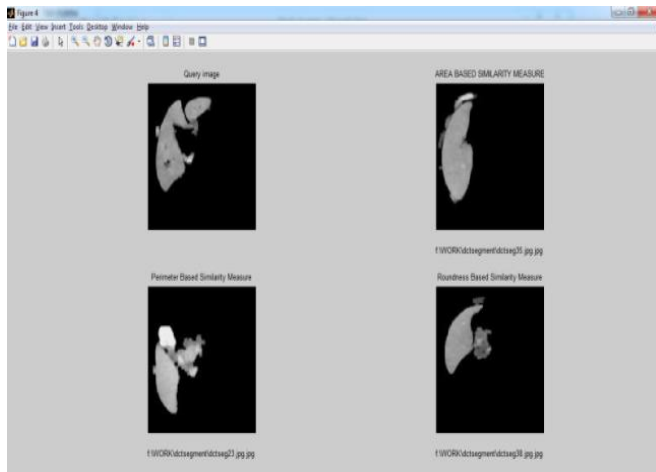 Figure 4
File Edit View Insert Tools Desktop Window Help
Query image
AREA BASED SIMILARITY MEASURE
f:\WORK\dctsegment\dctseg35.jpg.jpg
Perimeter Based Similarity Measure
Roundness Based Similarity Measure
f:\WORK\dctsegment\dctseg23.jpg.jpg
f:\WORK\dctsegment\dctseg38.jpg.jpg